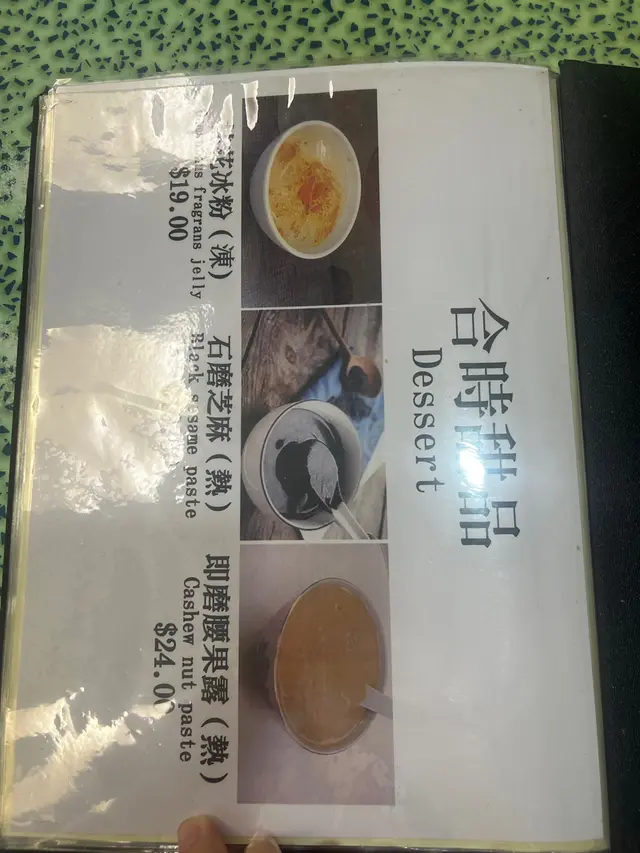 合時甜品
Dessert
花冰粉（凍）
fragrans jelly
$19.00
石磨芝麻（熱）
Black sesame paste
即磨腰果露（熱）
Cashew nut paste
$24.00